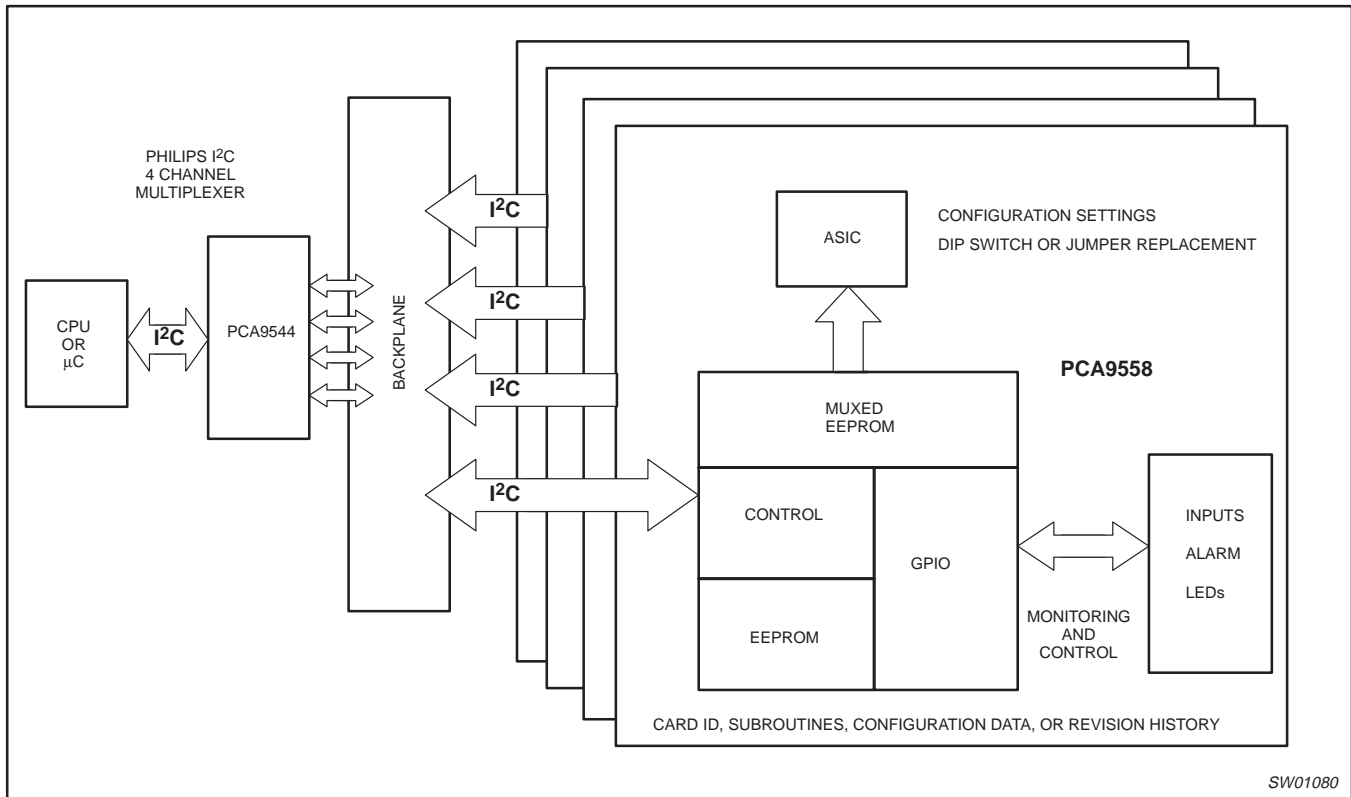 PHILIPS I²C
4 CHANNEL
MULTIPLEXER
CPU
OR
μC
I²C
PCA9544
BACKPLANE
I²C
I²C
I²C
I²C
ASIC
CONFIGURATION SETTINGS
DIP SWITCH OR JUMPER REPLACEMENT
PCA9558
MUXED
EEPROM
CONTROL
EEPROM
GPIO
MONITORING
AND
CONTROL
INPUTS
ALARM
LEDs
CARD ID, SUBROUTINES, CONFIGURATION DATA, OR REVISION HISTORY
SW01080